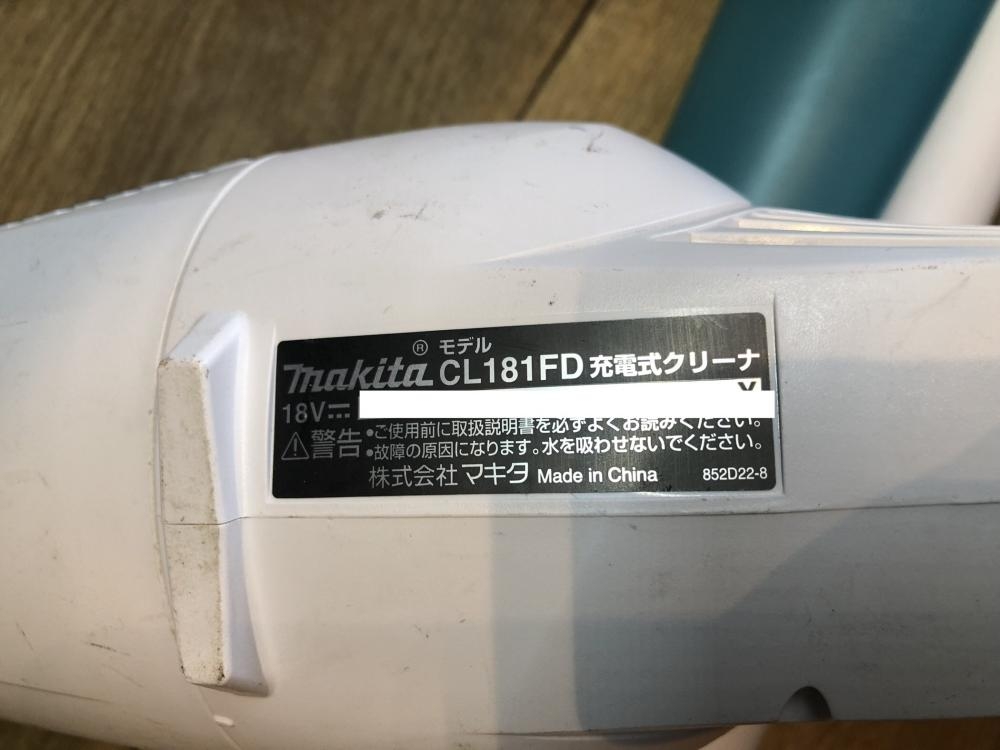 ® モデル
makita CL181FD 充電式クリーナ
18V
警告 •ご使用前に取扱説明書を必ずよくお読みください。
•故障の原因になります。水を吸わせないでください。
株式会社 マキタ Made in China 852D22-8